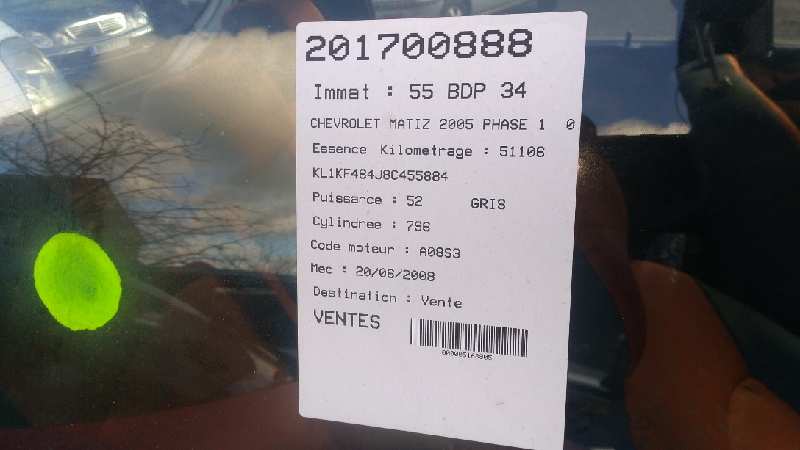 201700888
Immat : 55 BDP 34
CHEVROLET MATIZ 2005 PHASE 1 0
Essence Kilometrage : 51106
KL1KF484J8C455884
Puissance : 52 GRIS
Cylindree : 796
Code moteur : A08S3
Mec : 20/06/2008
Destination : Vente
VENTES